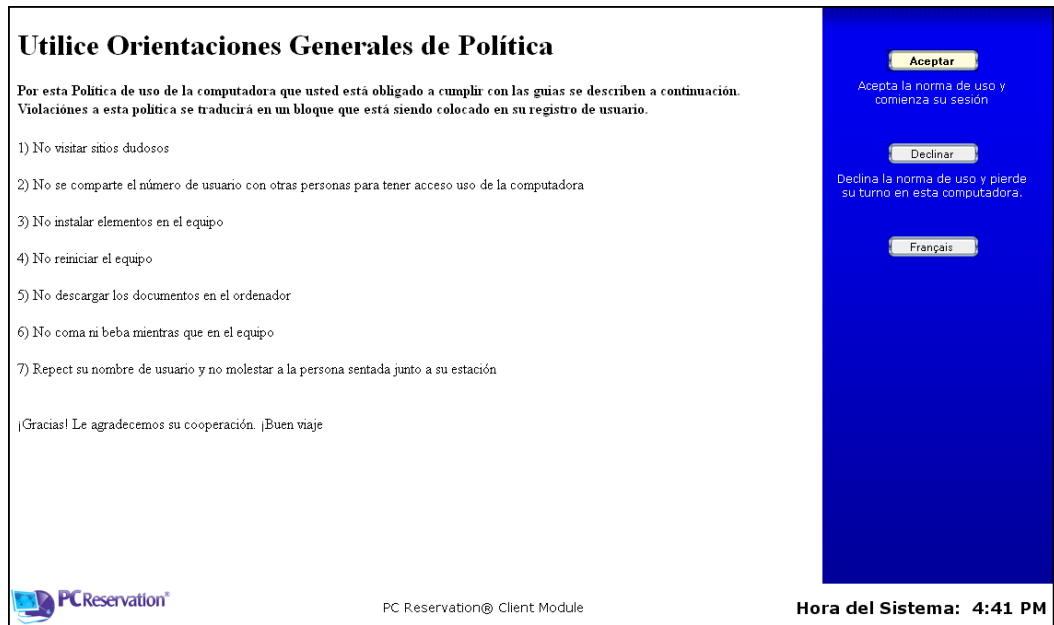 Utilice Orientaciones Generales de Política
Por esta Política de uso de la computadora que usted está obligado a cumplir con las guias se describen a continuación.
Violaciónes a esta política se traducirá en un bloque que está siendo colocado en su registro de usuario.
1) No visitar sitios dudosos
2) No se comparte el número de usuario con otras personas para tener acceso uso de la computadora
3) No instalar elementos en el equipo
4) No reiniciar el equipo
5) No descargar los documentos en el ordenador
6) No coma ni beba mientras que en el equipo
7) Repect su nombre de usuario y no molestar a la persona sentada junto a su estación
¡Gracias! Le agradecemos su cooperación. ¡Buen viaje
Aceptar
Acepta la norma de uso y
comienza su sesión
Declinar
Declina la norma de uso y pierde
su turno en esta computadora.
Français
PCReservation®
PC Reservation® Client Module
Hora del Sistema: 4:41 PM